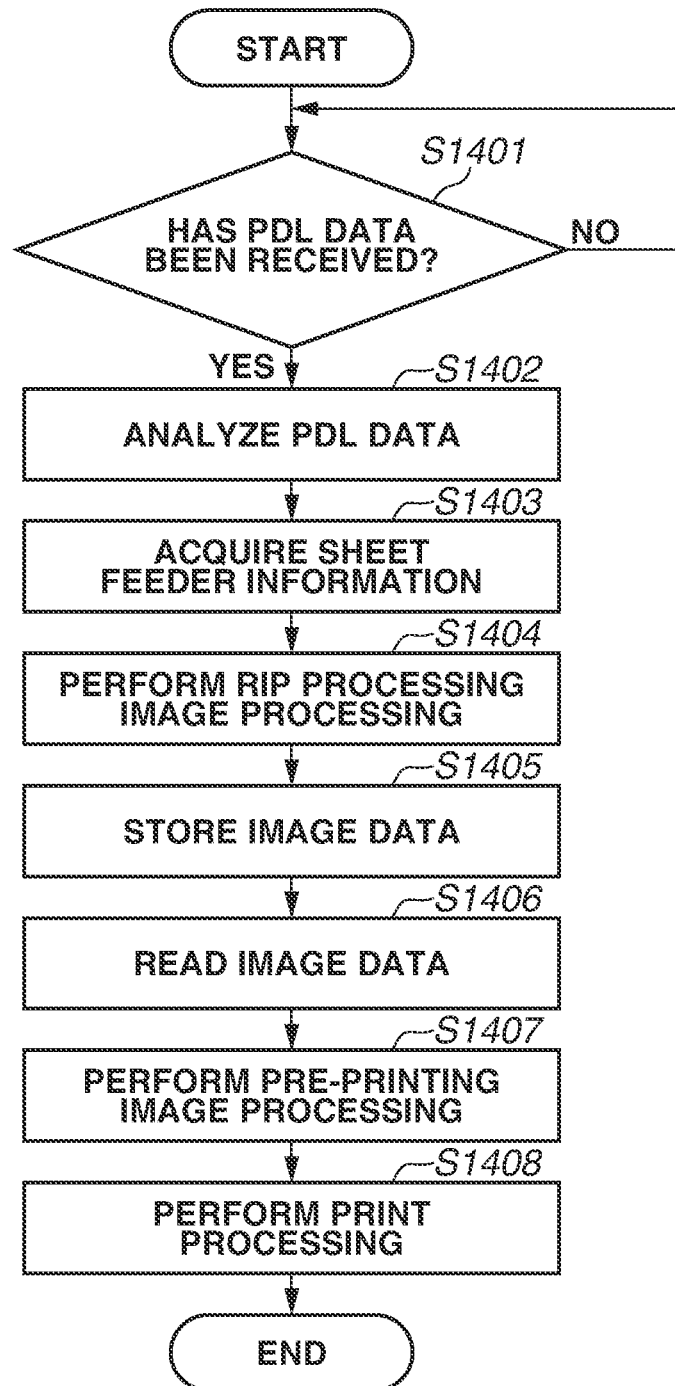 START
S1401
HAS PDL DATA
BEEN RECEIVED?
NO
YES
S1402
ANALYZE PDL DATA
S1403
ACQUIRE SHEET
FEEDER INFORMATION
S1404
PERFORM RIP PROCESSING
IMAGE PROCESSING
S1405
STORE IMAGE DATA
S1406
READ IMAGE DATA
S1407
PERFORM PRE-PRINTING
IMAGE PROCESSING
S1408
PERFORM PRINT
PROCESSING
END